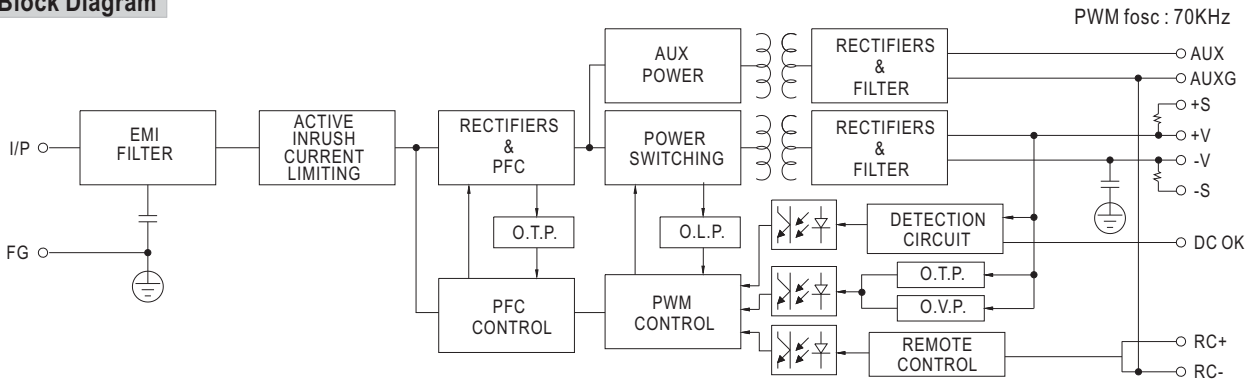 Block Diagram
PWM fosc : 70KHz
AUX
POWER
RECTIFIERS
&
FILTER
AUX
AUXG
+S
I/P
EMI
FILTER
ACTIVE
INRUSH
CURRENT
LIMITING
RECTIFIERS
&
PFC
POWER
SWITCHING
RECTIFIERS
&
FILTER
+V
-V
-S
O.T.P.
O.L.P.
DETECTION
CIRCUIT
DC OK
FG
PFC
CONTROL
PWM
CONTROL
O.T.P.
O.V.P.
REMOTE
CONTROL
RC+
RC-